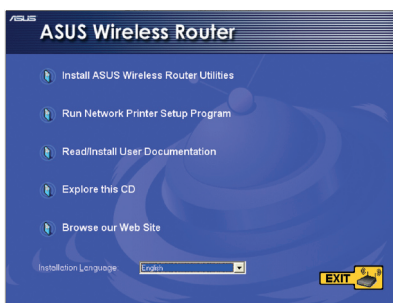 ASUS
ASUS Wireless Router
Install ASUS Wireless Router Utilities
Run Network Printer Setup Program
Read/Install User Documentation
Explore this CD
Browse our Web Site
Installation Language English
EXIT